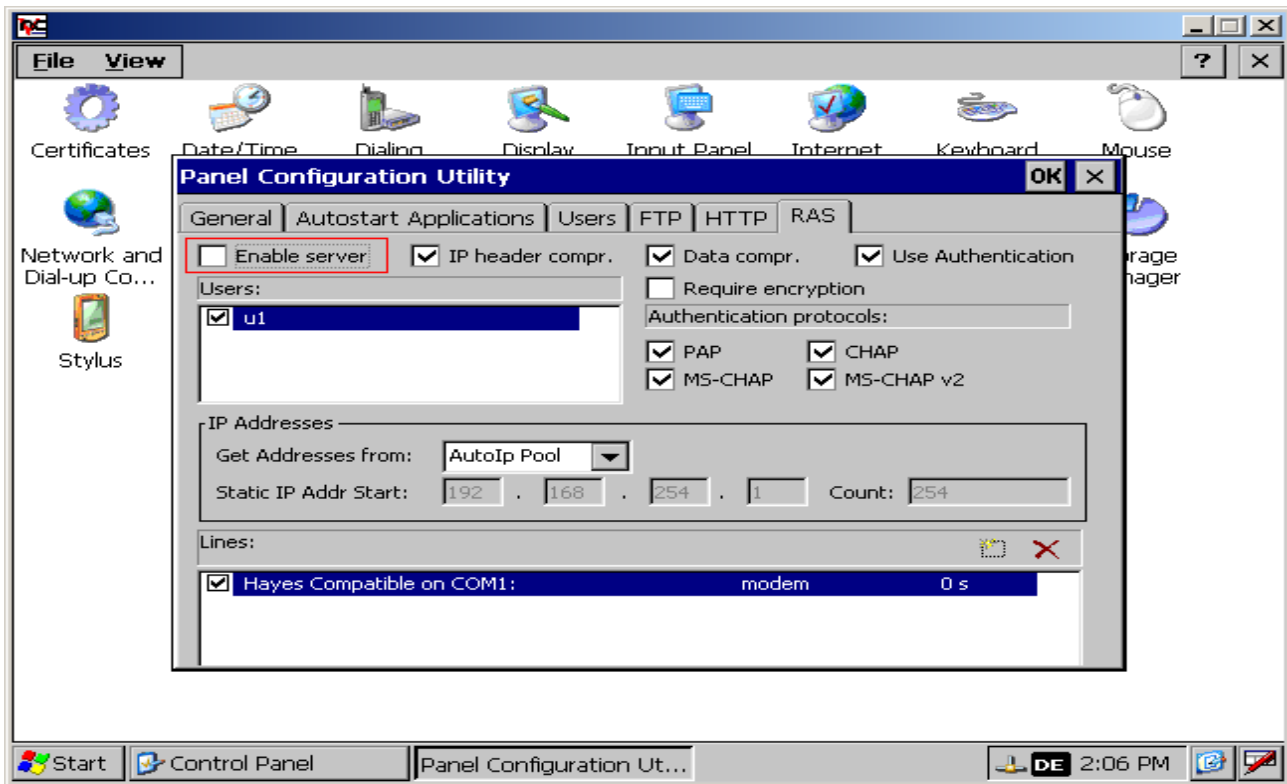 File View ?
Certificates Date/Time Dialing Display Input Panel Internet Keyboard Mouse
Panel Configuration Utility OK
General Autostart Applications Users FTP HTTP RAS
Network and
Dial-up Co...
rage
nager
Stylus
Enable server IP header compr. Data compr. Use Authentication
Users: Require encryption
u1 Authentication protocols:
PAP CHAP
MS-CHAP MS-CHAP v2
IP Addresses
Get Addresses from: AutoIp Pool
Static IP Addr Start: 192 . 168 . 254 . 1 Count: 254
Lines:
Hayes Compatible on COM1: modem 0 s
Start Control Panel Panel Configuration Ut... DE 2:06 PM